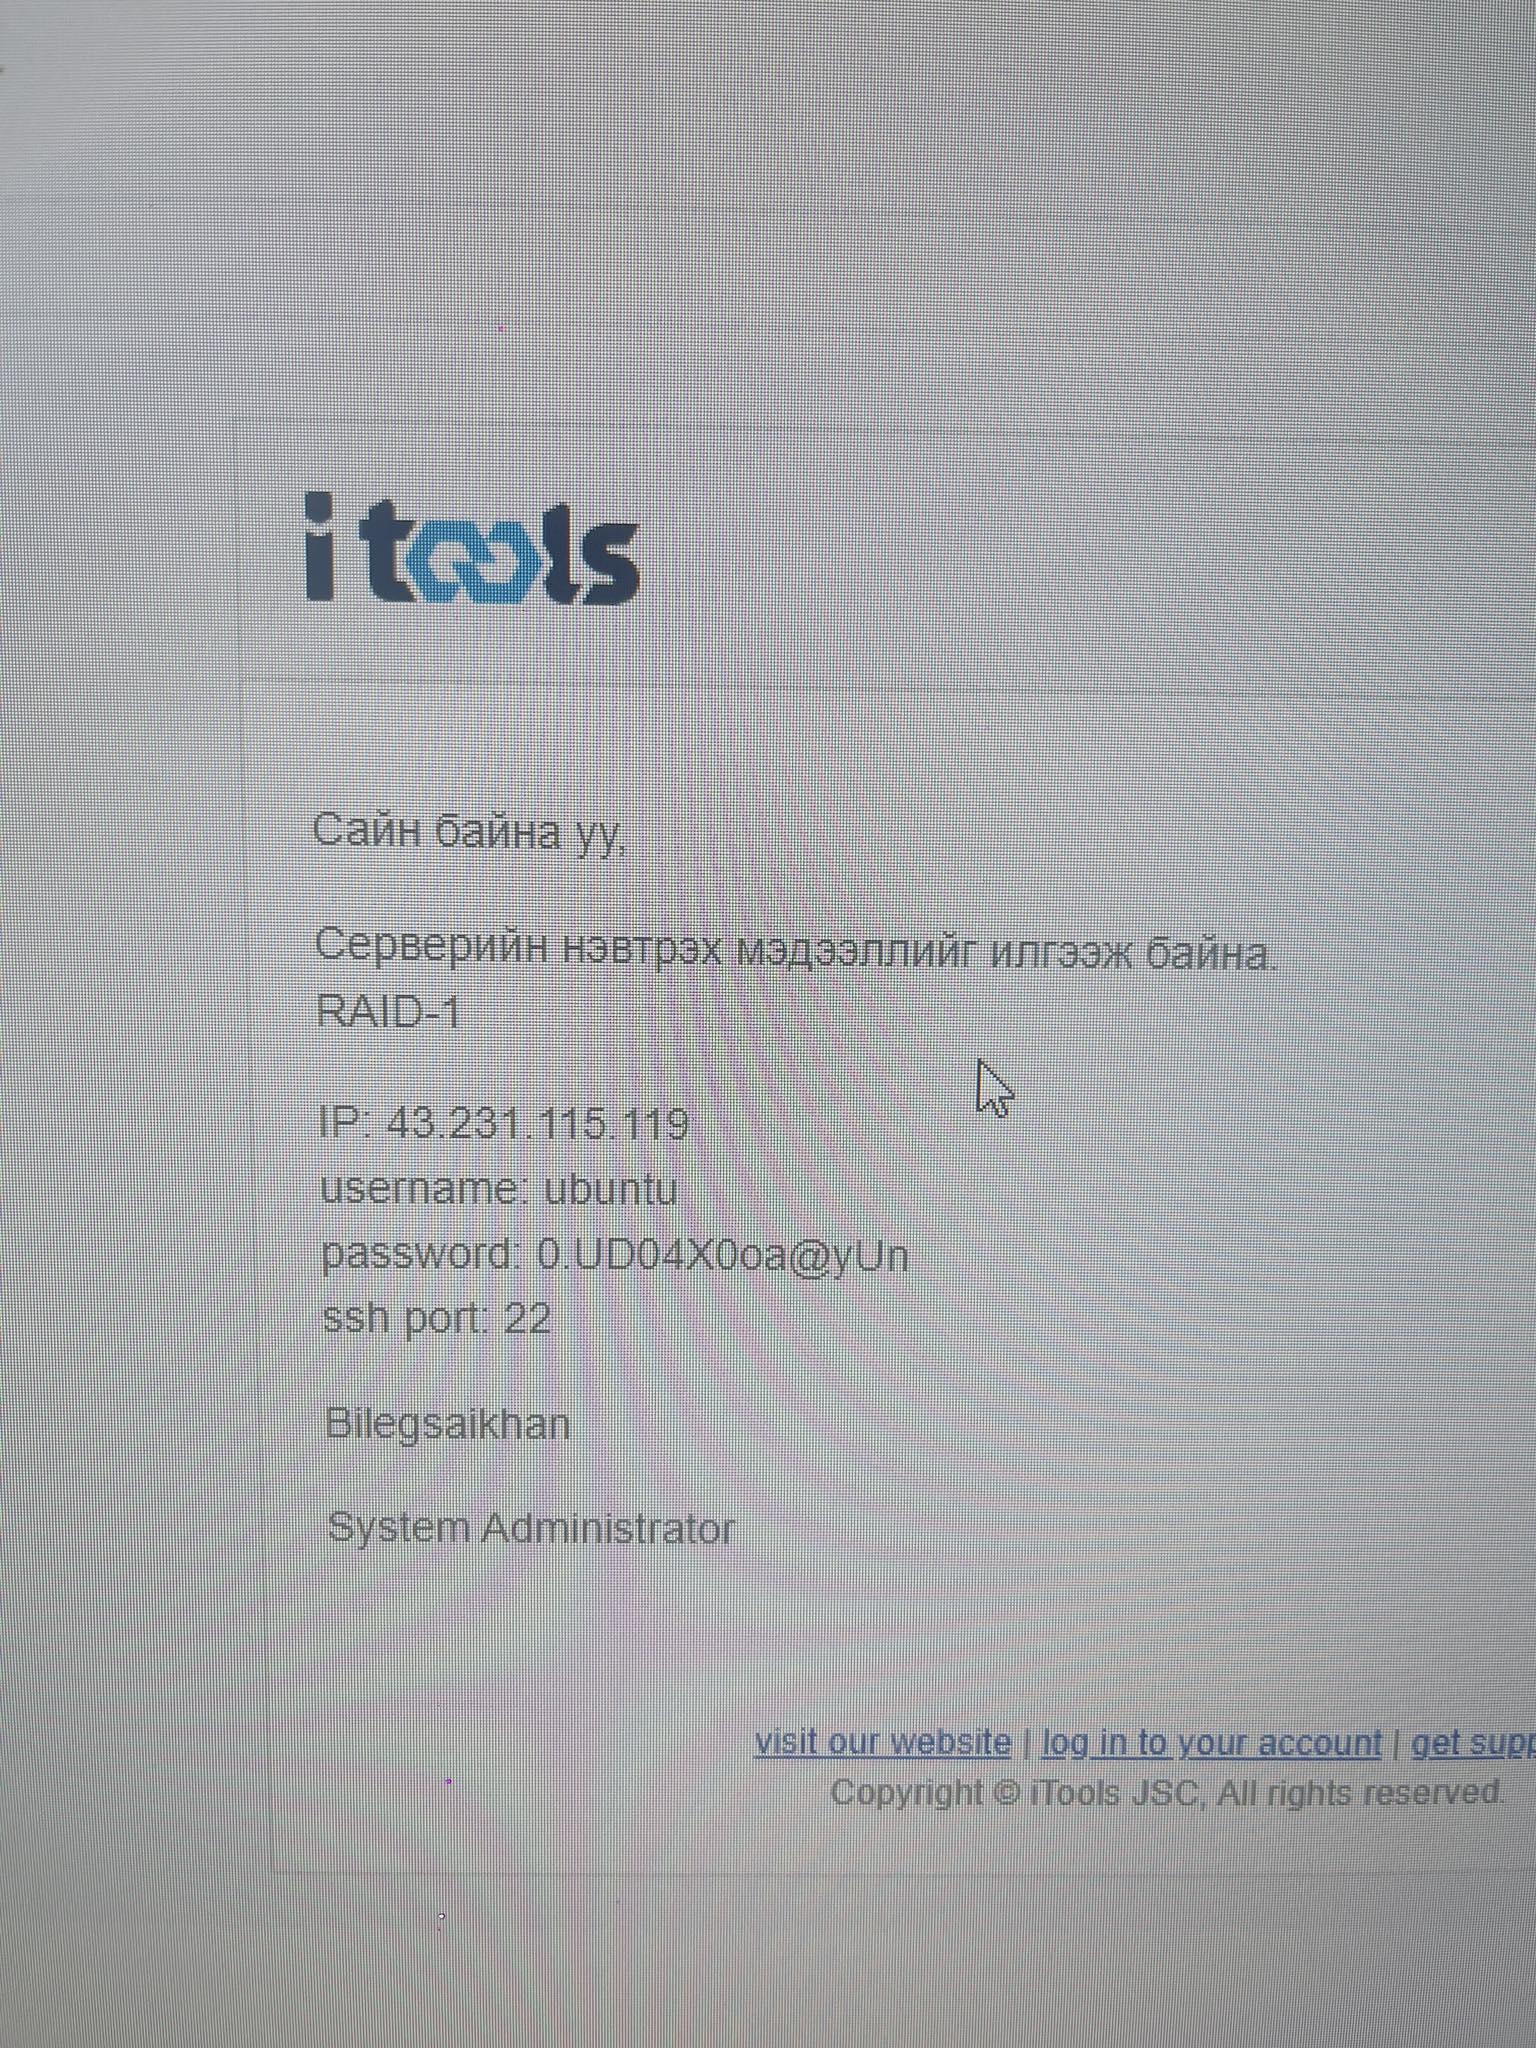 i tools
Сайн байна уу,
Серверийн нэвтрэх мэдээллийг илгээж байна.
RAID-1
IP: 43.231.115.119
username: ubuntu
password: 0.UD04X0oa@yUn
ssh port: 22
Bilegsaikhan
System Administrator
visit our website | log in to your account | get supp
Copyright © iTools JSC, All rights reserved.